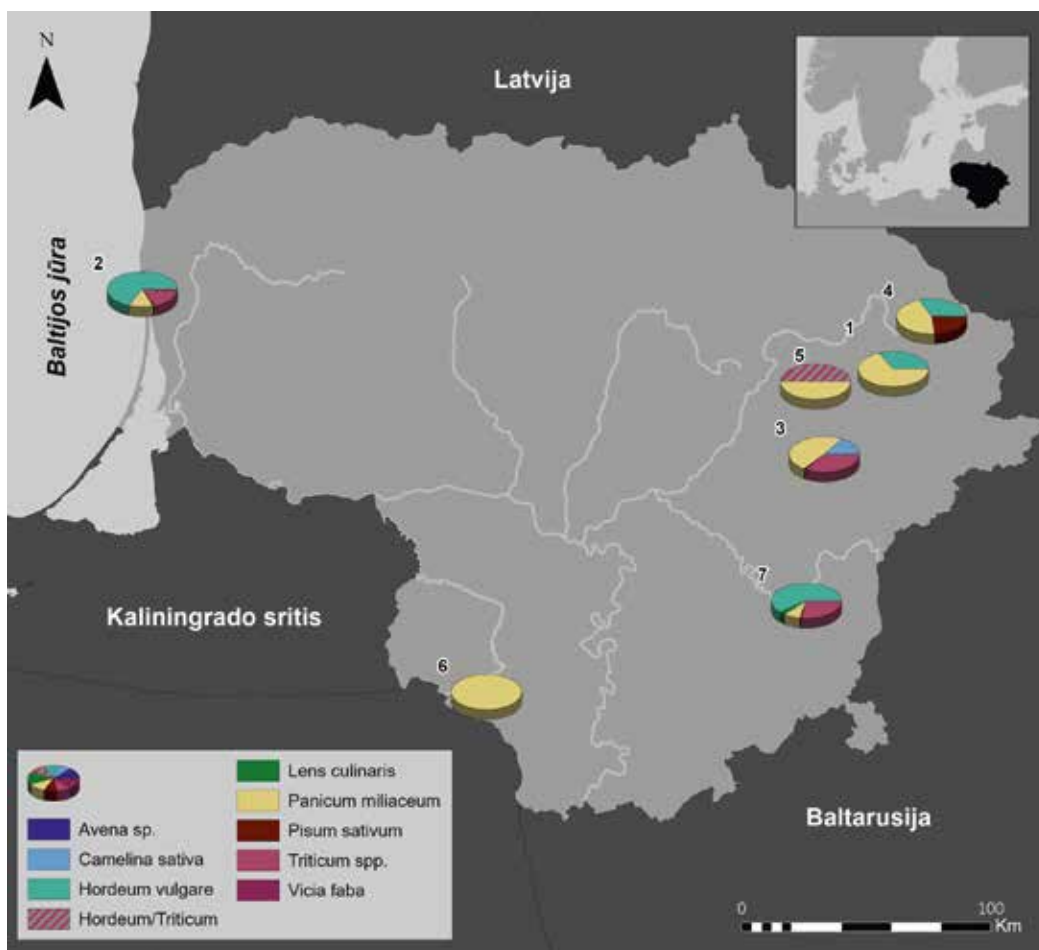 N
Latvija
Baltijos jūra
2
4
1
5
3
7
Kaliningrado sritis
6
Baltarusija
Avena sp.
Camelina sativa
Hordeum vulgare
Hordeum/Triticum
Lens culinaris
Panicum miliaceum
Pisum sativum
Triticum spp.
Vicia faba
0 100
Km